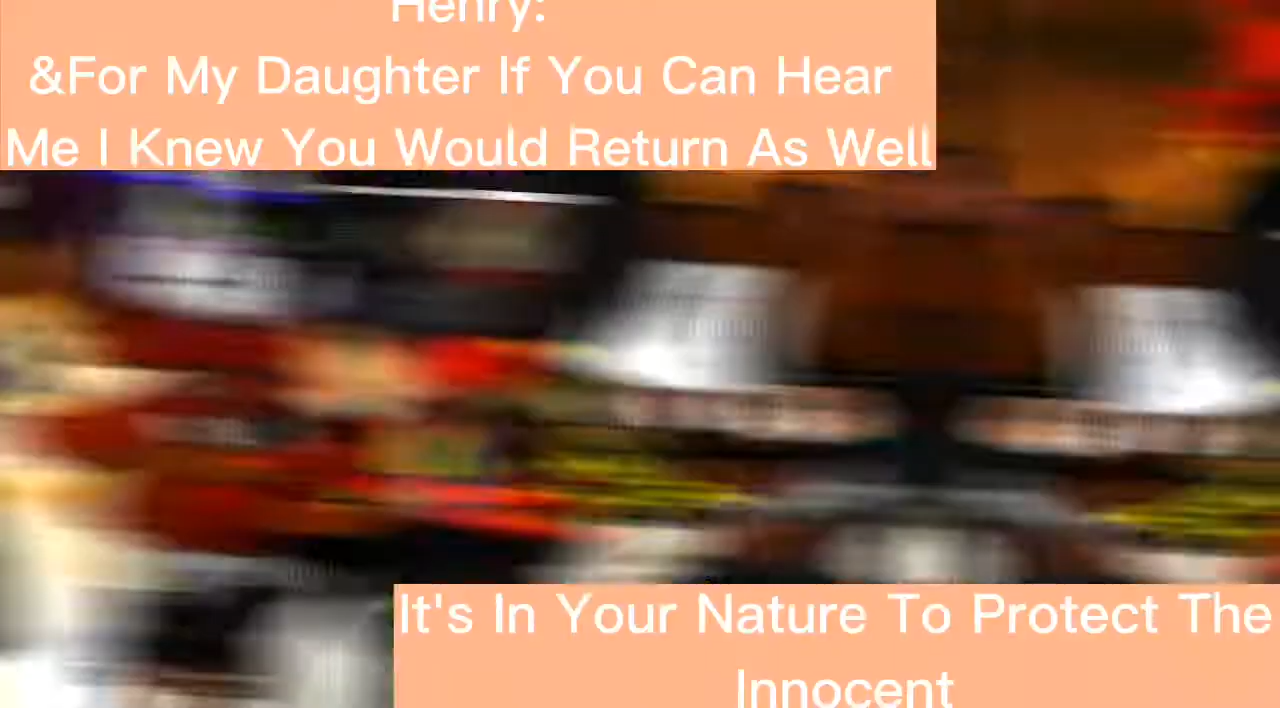 Henry:
&For My Daughter If You Can Hear
Me I Knew You Would Return As Well
It's In Your Nature To Protect The
Innocent